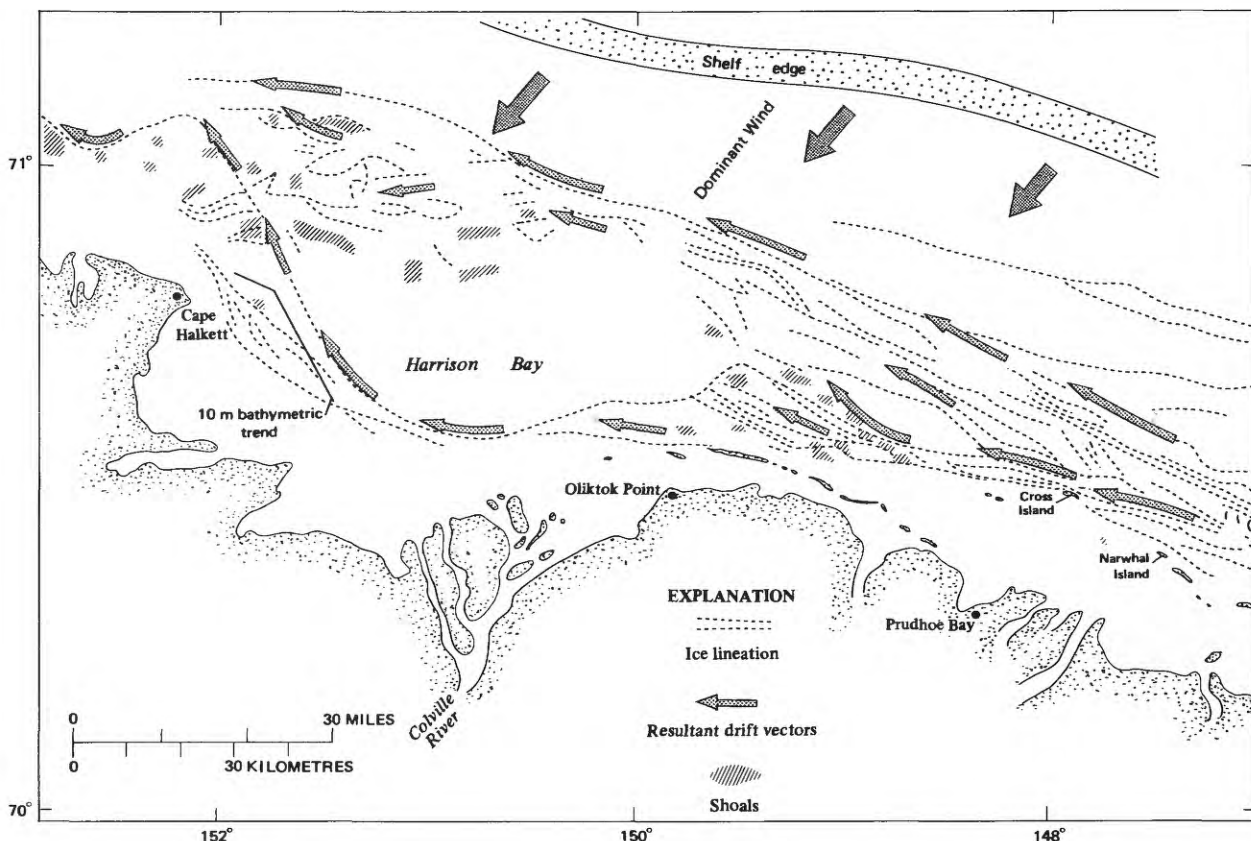 Shelf edge
Dominant Wind
71°
Cape
Halkett
Harrison Bay
10 m bathymetric
trend
Oliktok Point
Cross
Island
Narwhal
Island
EXPLANATION
Prudhoe Bay
Ice lineation
0 30 MILES
Colville
River
Resultant drift vectors
0 30 KILOMETRES
Shoals
70°
152° 150° 148°